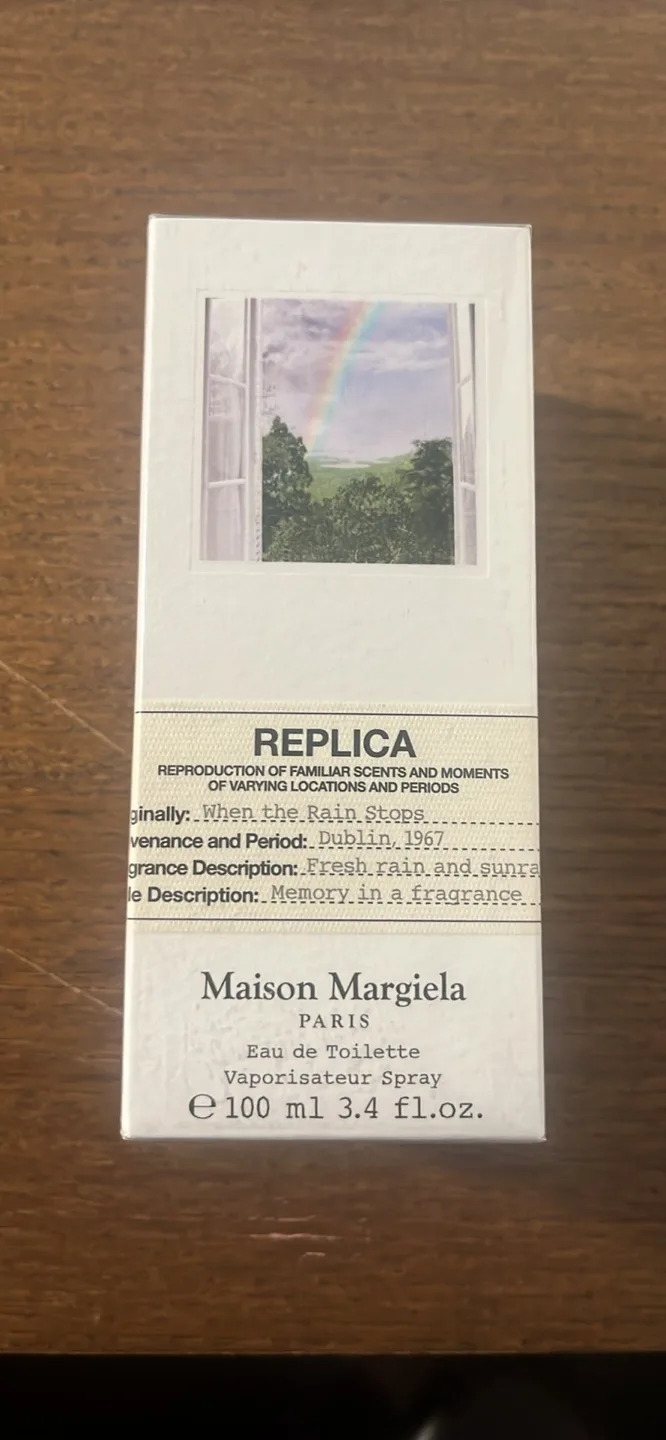 REPLICA
REPRODUCTION OF FAMILIAR SCENTS AND MOMENTS
OF VARYING LOCATIONS AND PERIODS
ginally: When the Rain Stops
venance and Period: Dublin, 1967
grance Description: Fresh rain and sunra
le Description: Memory in a fragrance
Maison Margiela
PARIS
Eau de Toilette
Vaporisateur Spray
℮ 100 ml 3.4 fl.oz.